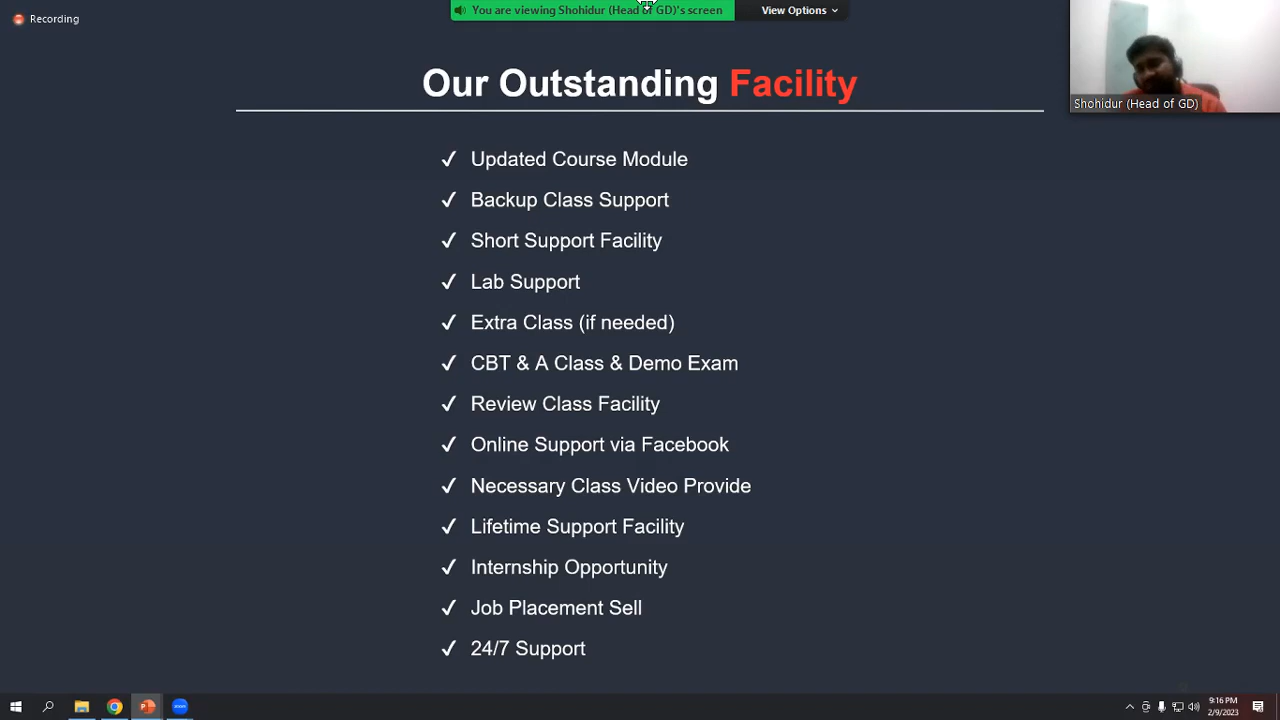 Recording
You are viewing Shohidur (Head of GD)'s screen
View Options
Our Outstanding Facility
Shohidur (Head of GD)
✓ Updated Course Module
✓ Backup Class Support
✓ Short Support Facility
✓ Lab Support
✓ Extra Class (if needed)
✓ CBT & A Class & Demo Exam
✓ Review Class Facility
✓ Online Support via Facebook
✓ Necessary Class Video Provide
✓ Lifetime Support Facility
✓ Internship Opportunity
✓ Job Placement Sell
✓ 24/7 Support
zoom
9:16 PM
2/9/2023